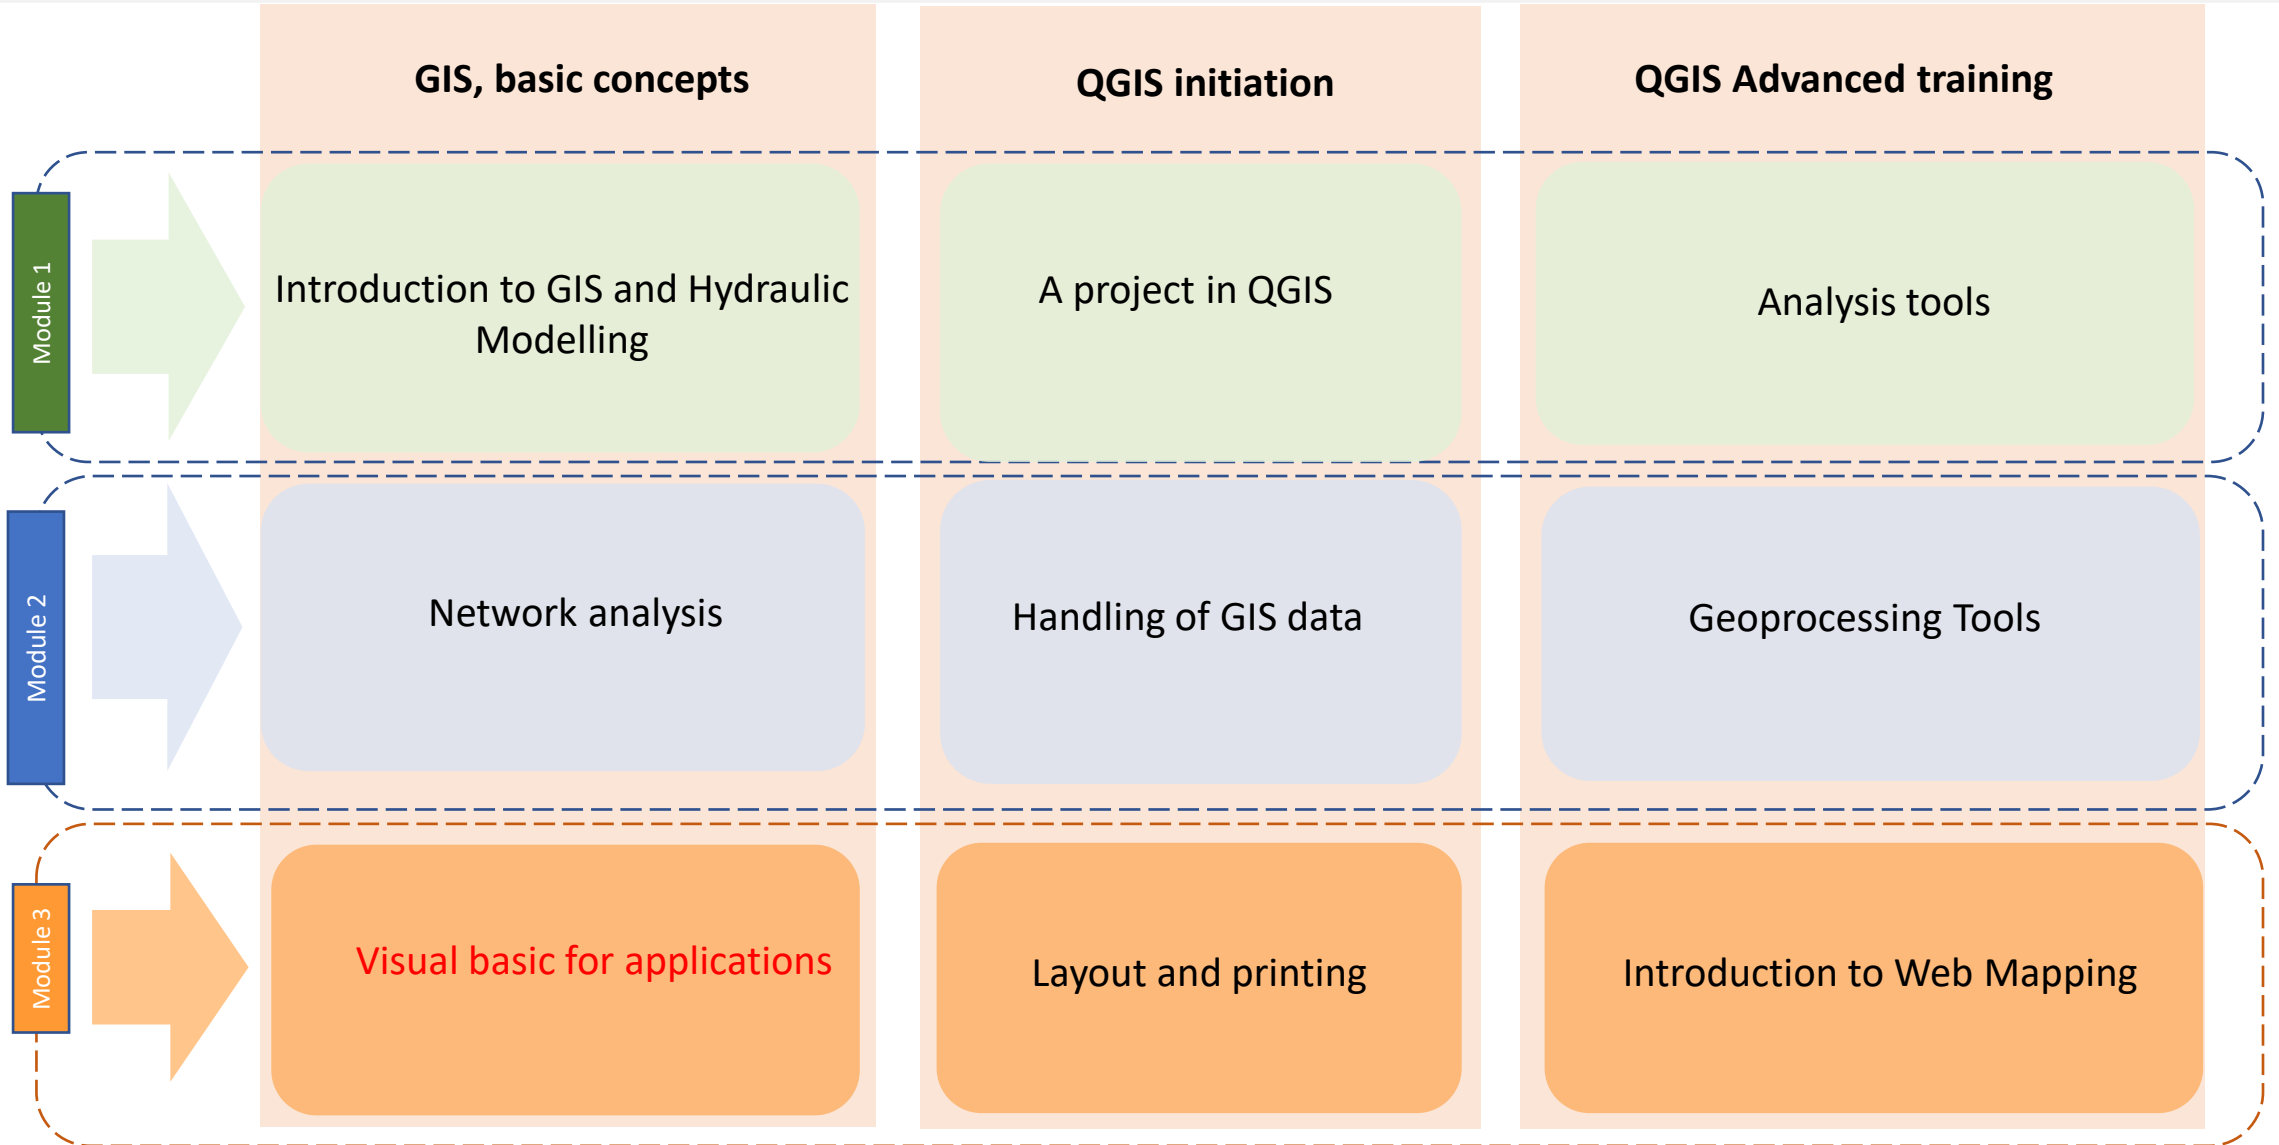 GIS, basic concepts
QGIS initiation
QGIS Advanced training
Module 1
Introduction to GIS and Hydraulic
Modelling
A project in QGIS
Analysis tools
Module 2
Network analysis
Handling of GIS data
Geoprocessing Tools
Module 3
Visual basic for applications
Layout and printing
Introduction to Web Mapping